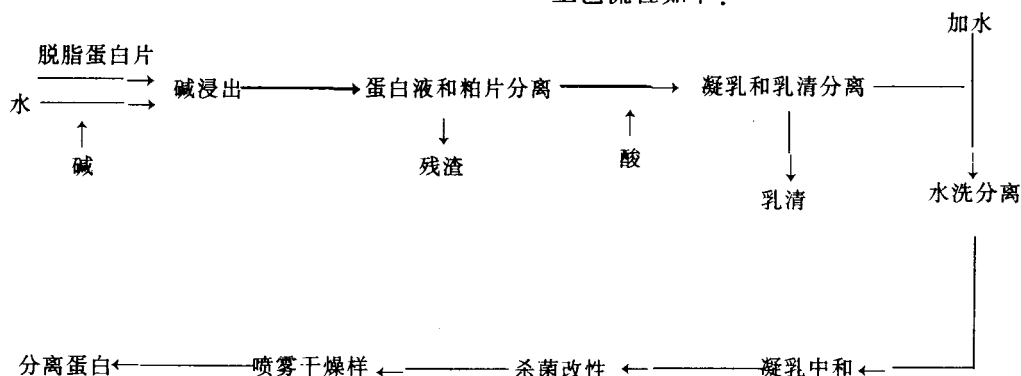 加水
脱脂蛋白片
水
碱浸出
蛋白液和粕片分离
凝乳和乳清分离
碱
残渣
酸
乳清
水洗分离
分离蛋白
喷雾干燥样
杀菌改性
凝乳中和